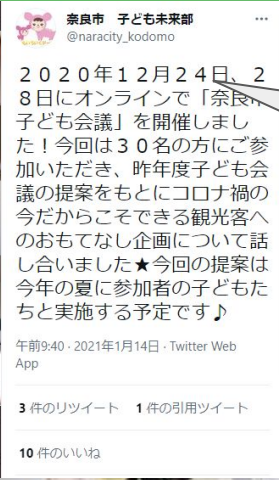 奈良市　子ども未来部
@naracity_kodomo
２０２０年１２月２４日、２
８日にオンラインで「奈良市
子ども会議」を開催しまし
た！今回は３０名の方にご参
加いただき、昨年度子ども会
議の提案をもとにコロナ禍の
今だからこそできる観光客へ
のおもてなし企画について話
し合いました★今回の提案は
今年の夏に参加者の子どもた
ちと実施する予定です♪
午前9:40 · 2021年1月14日 · Twitter Web
App
3 件のリツイート　1 件の引用ツイート
10 件のいいね